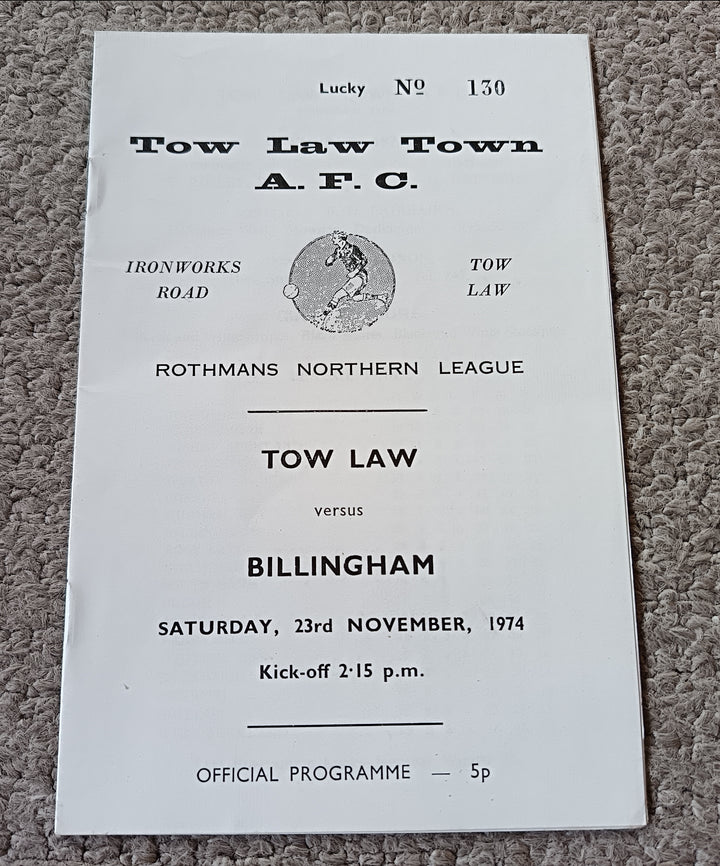 Lucky Nº 130
Tow Law Town
A. F. C.
IRONWORKS
ROAD
TOW
LAW
ROTHMANS NORTHERN LEAGUE
TOW LAW
versus
BILLINGHAM
SATURDAY, 23rd NOVEMBER, 1974
Kick-off 2·15 p.m.
OFFICIAL PROGRAMME — 5p